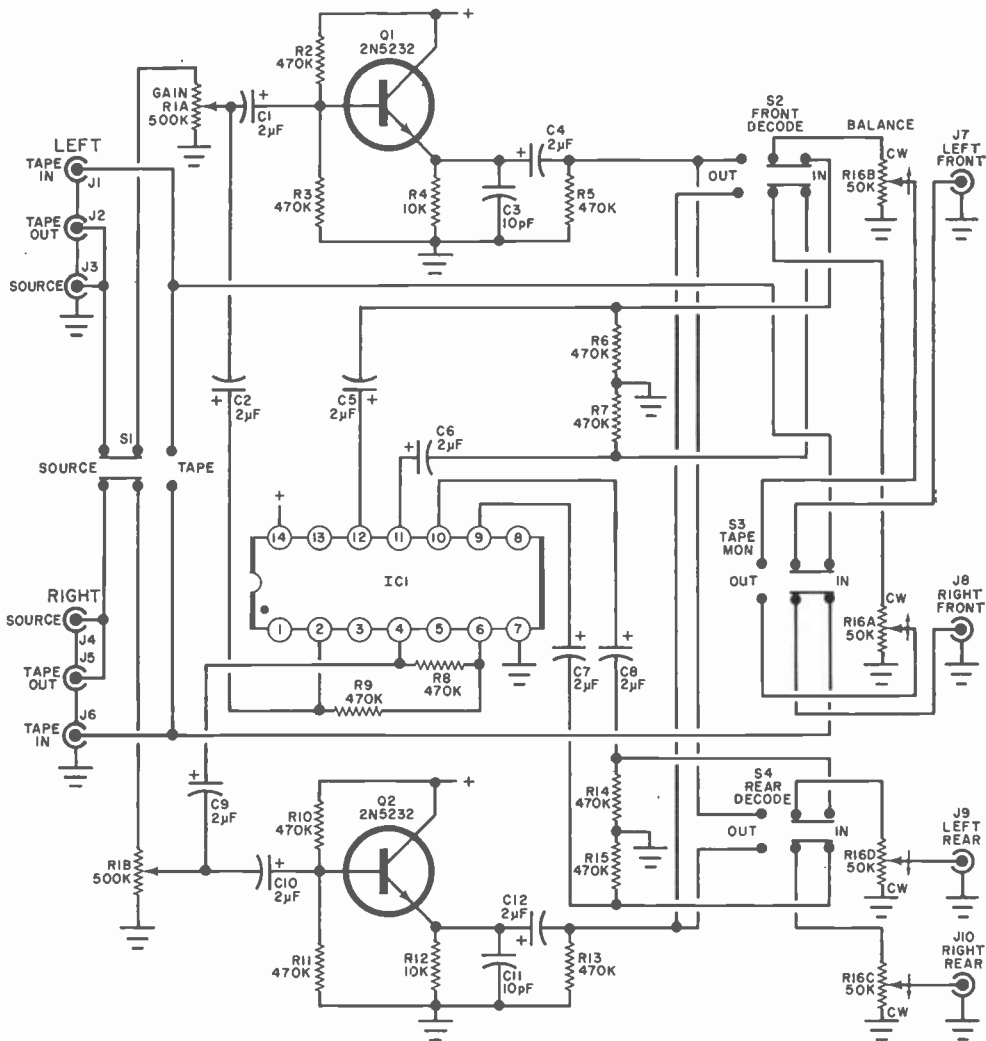 +
Q1
2N5232
R2
470K
GAIN
R1A
500K
+
C1
2µF
R3
470K
R4
10K
C3
10pF
+
C4
2µF
R5
470K
S2
FRONT
DECODE
OUT
IN
BALANCE
CW
R16B
50K
J7
LEFT
FRONT
LEFT
TAPE
IN
J1
J2
TAPE
OUT
J3
SOURCE
R6
470K
R7
470K
C2
2µF
+
C5
2µF
+
+
C6
2µF
S1
SOURCE
TAPE
+
14
13
12
11
10
9
8
IC1
1
2
3
4
5
6
7
R8
470K
R9
470K
+
C7
2µF
+
C8
2µF
S3
TAPE
MON
OUT
IN
CW
R16A
50K
J8
RIGHT
FRONT
RIGHT
SOURCE
J4
J5
TAPE
OUT
J6
TAPE
IN
+
C9
2µF
R1B
500K
+
C10
2µF
R10
470K
Q2
2N5232
+
R11
470K
R12
10K
C11
10pF
C12
2µF
+
R13
470K
R14
470K
R15
470K
S4
REAR
DECODE
OUT
IN
R16D
50K
CW
J9
LEFT
REAR
R16C
50K
CW
J10
RIGHT
REAR